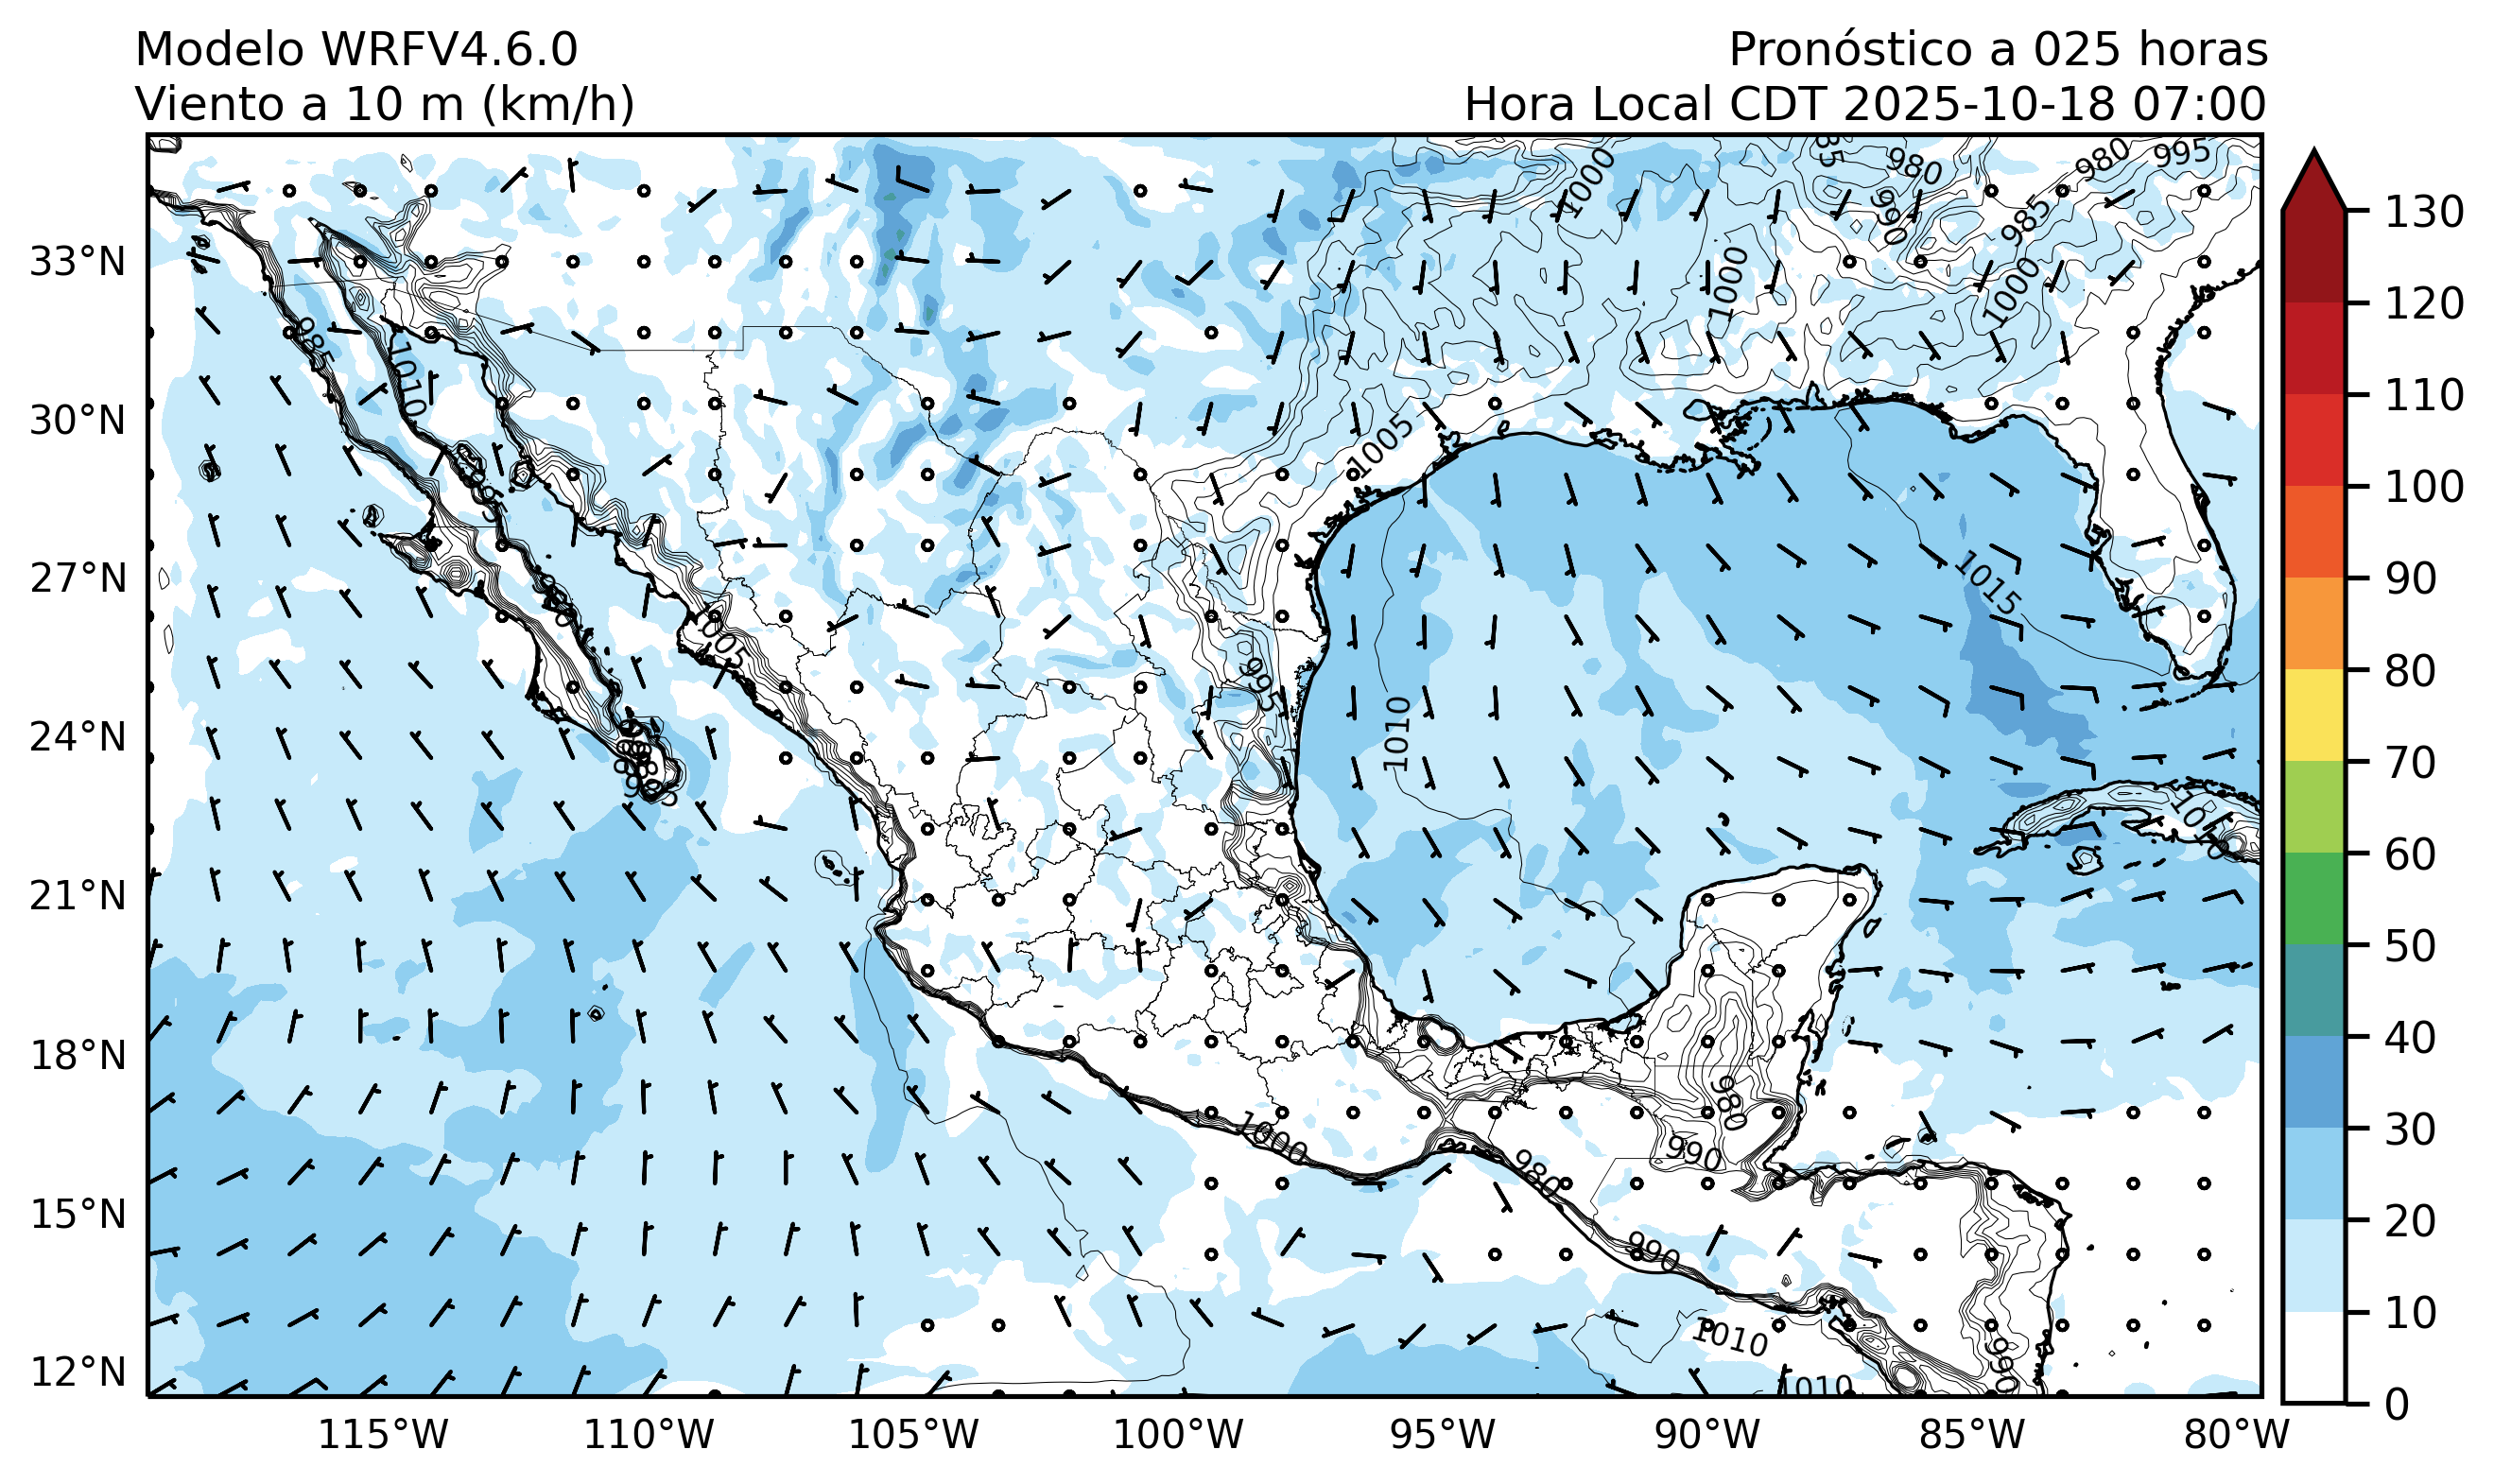 Modelo WRFV4.6.0
Viento a 10 m (km/h)
Pronóstico a 025 horas
Hora Local CDT 2025-10-18 07:00
33°N
30°N
27°N
24°N
21°N
18°N
15°N
12°N
115°W
110°W
105°W
100°W
95°W
90°W
85°W
80°W
130
120
110
100
90
80
70
60
50
40
30
20
10
0
1000
980
980
995
990
985
1000
1000
985
1010
1005
1015
995
1010
1000
980
990
980
990
1010
1010
990